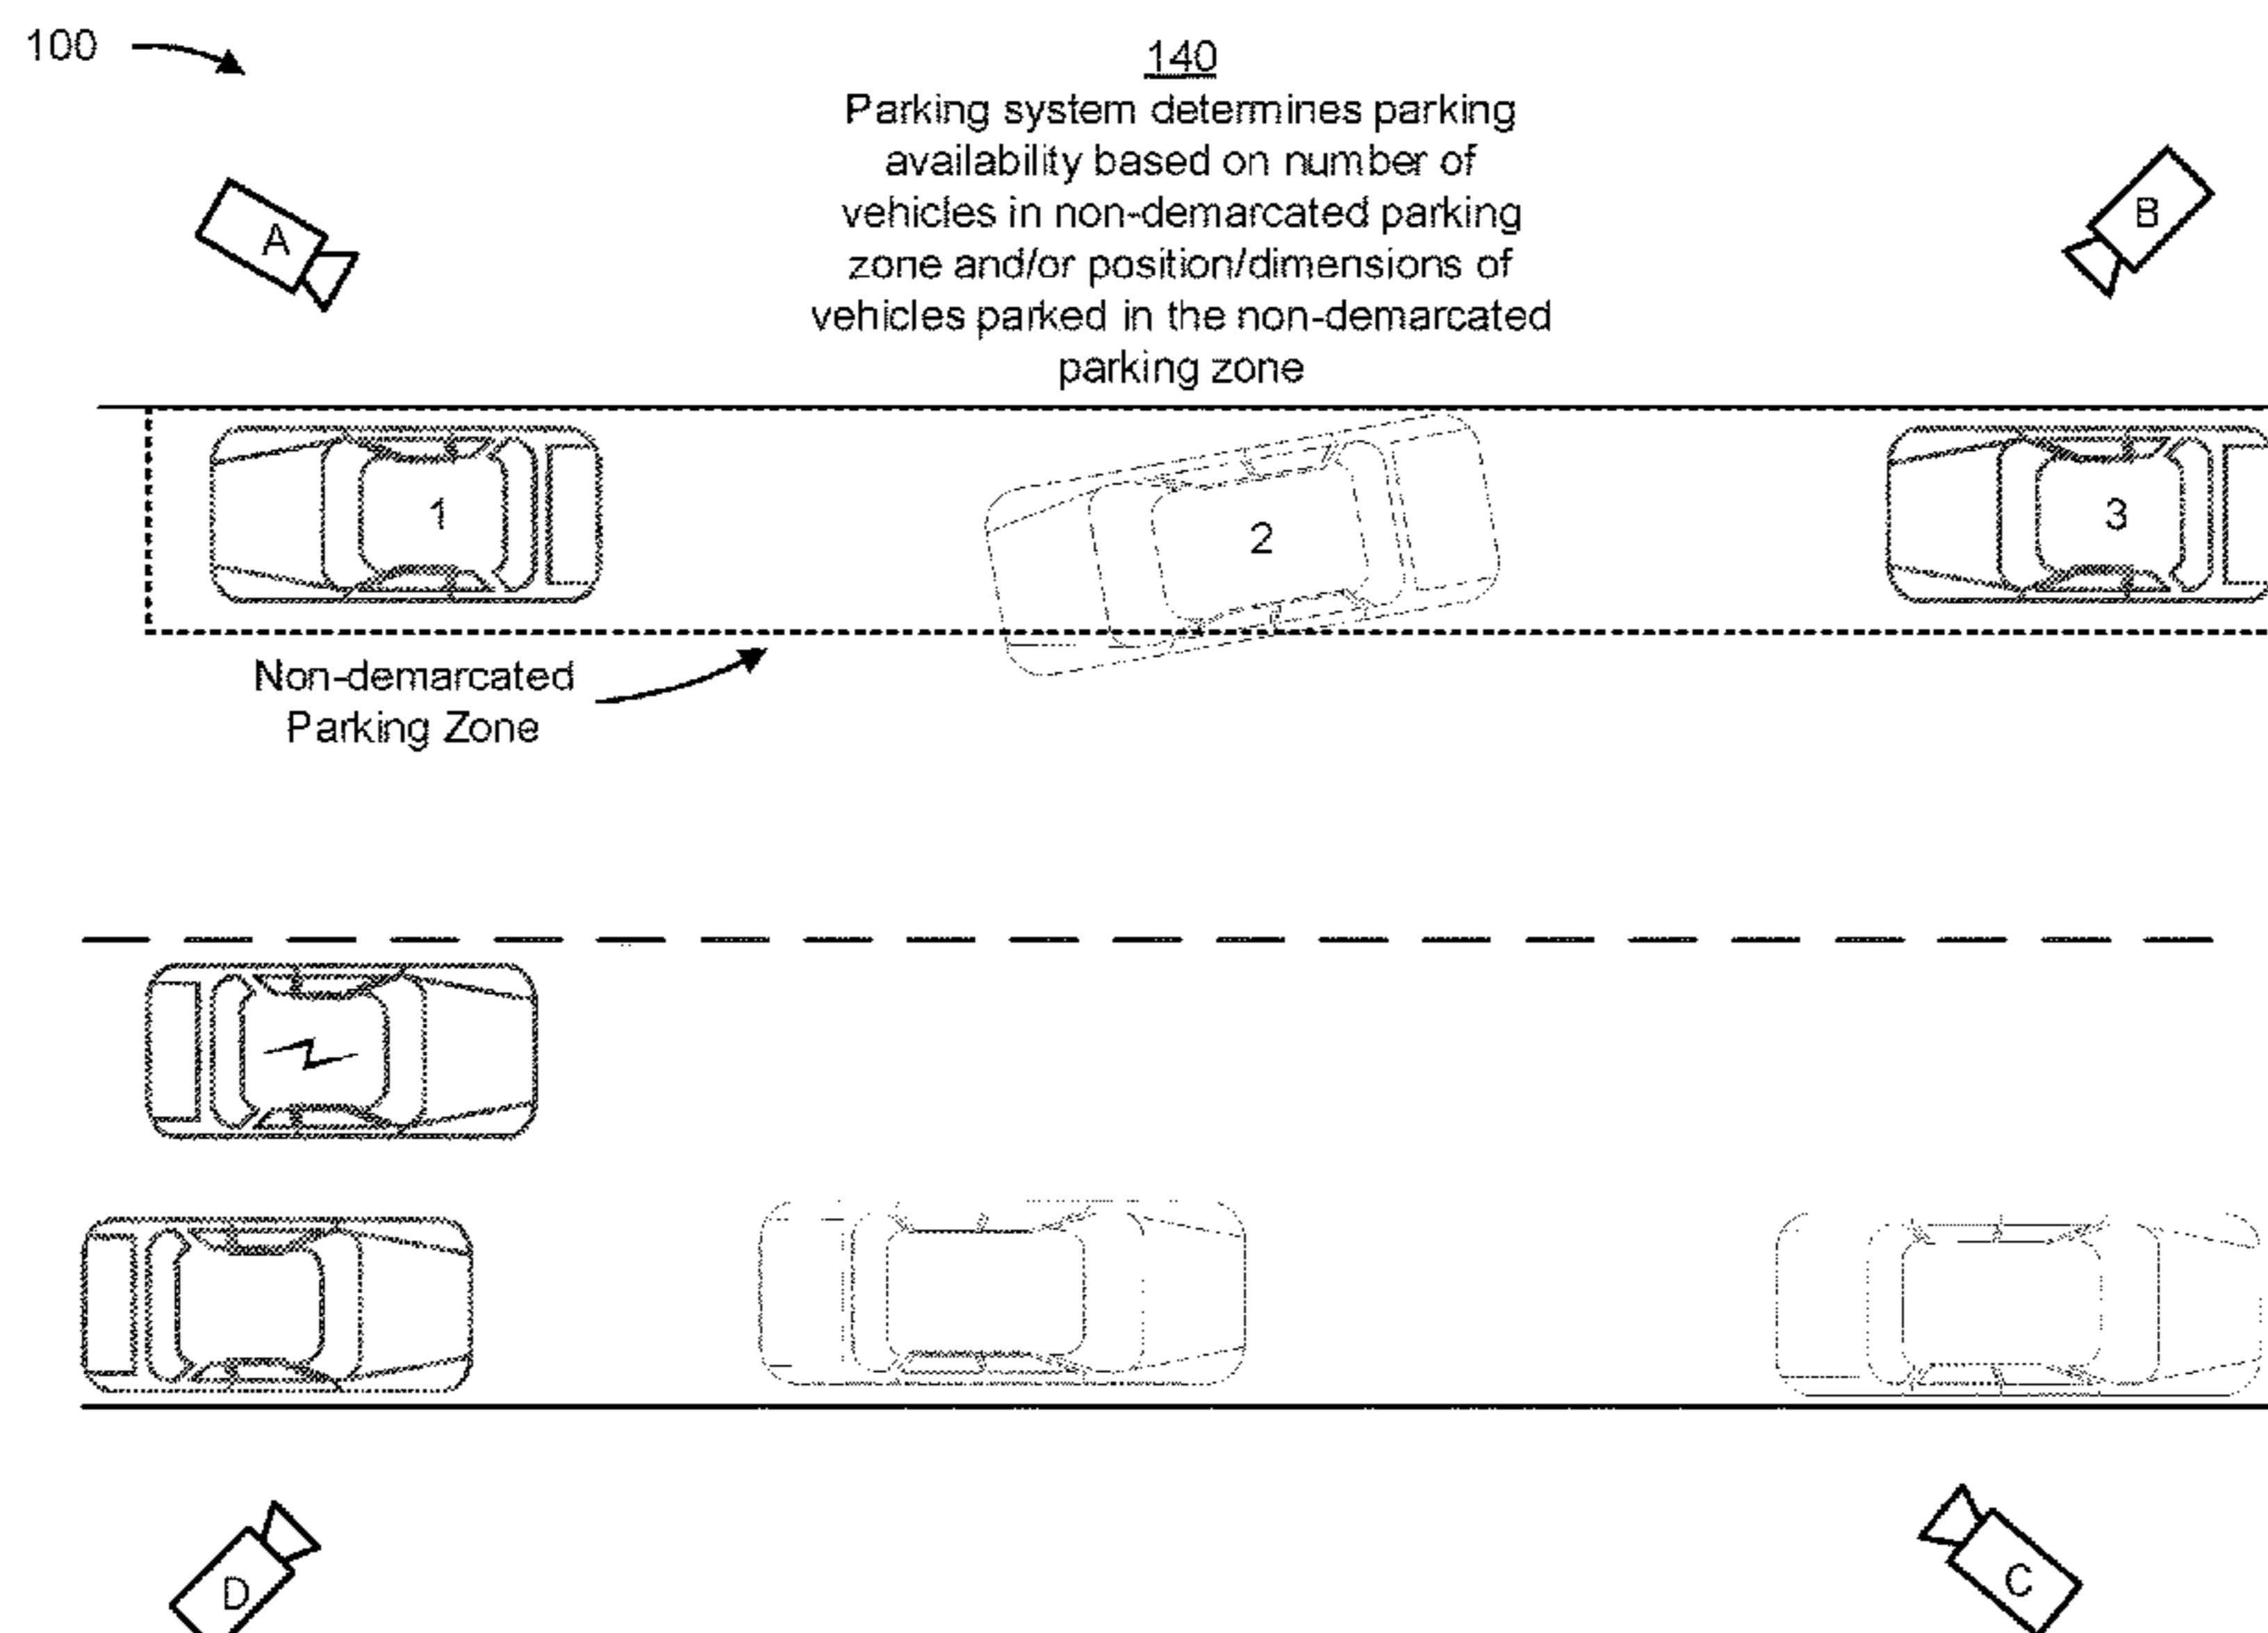 100
140
Parking system determines parking
availability based on number of
vehicles in non-demarcated parking
zone and/or position/dimensions of
vehicles parked in the non-demarcated
parking zone
A
B
1
2
3
Non-demarcated
Parking Zone
D
C